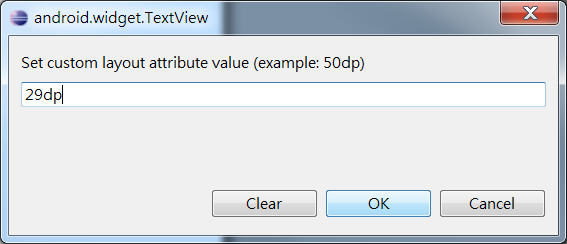 android.widget.TextView
Set custom layout attribute value (example: 50dp)
29dp
Clear
OK
Cancel